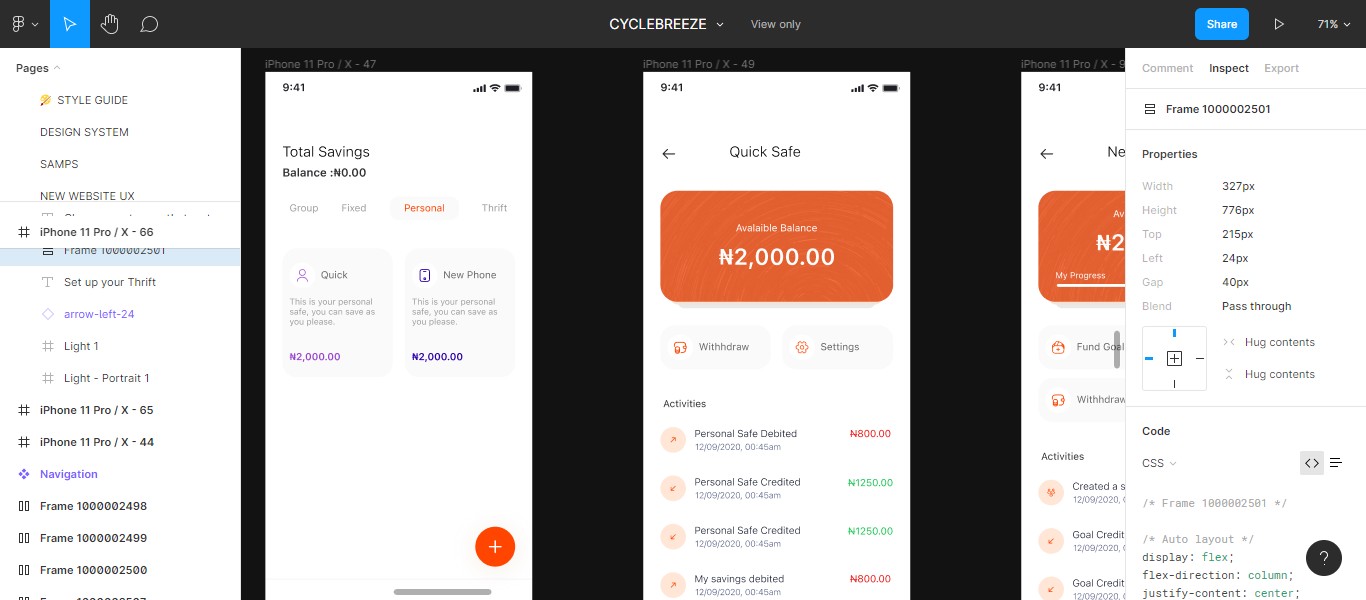 CYCLEBREEZE
View only
Share
71%
Pages
STYLE GUIDE
DESIGN SYSTEM
SAMPS
NEW WEBSITE UX
iPhone 11 Pro / X - 66
Frame 1000002501
Set up your Thrift
arrow-left-24
Light 1
Light - Portrait 1
iPhone 11 Pro / X - 65
iPhone 11 Pro / X - 44
Navigation
Frame 1000002498
Frame 1000002499
Frame 1000002500
iPhone 11 Pro / X - 47
9:41
Total Savings
Balance :₦0.00
Group Fixed Personal Thrift
Quick
This is your personal
safe, you can save as
you please.
₦2,000.00
New Phone
This is your personal
safe, you can save as
you please.
₦2,000.00
+
iPhone 11 Pro / X - 49
9:41
Quick Safe
Avalaible Balance
₦2,000.00
Withhdraw
Settings
Activities
Personal Safe Debited ₦800.00
12/09/2020, 00:45am
Personal Safe Credited ₦1250.00
12/09/2020, 00:45am
Personal Safe Credited ₦1250.00
12/09/2020, 00:45am
My savings debited ₦800.00
12/09/2020, 00:45am
iPhone 11 Pro / X - 9
9:41
Ne
Av
₦2
My Progress
Fund Goal
Withhdraw
Activities
Created a s
12/09/2020,
Goal Credit
12/09/2020,
Goal Credit
12/09/2020,
Comment Inspect Export
Frame 1000002501
Properties
Width 327px
Height 776px
Top 215px
Left 24px
Gap 40px
Blend Pass through
Hug contents
Hug contents
Code
CSS
/* Frame 1000002501 */
/* Auto layout */
display: flex;
flex-direction: column;
justify-content: center;
?